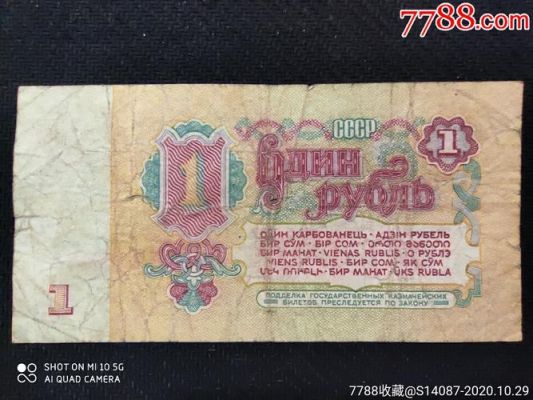 7788.com
СССР
1
1
Один
рубль
ОДИН КАРБОВАНЕЦЬ · АДЗІН РУБЕЛЬ
БИР СЎМ · БІР СОМ · ᲔᲠᲗᲘ ᲛᲐᲜᲔᲗᲘ
БИР МАНАТ · VIENAS RUBLIS · О РУБЛЭ
VIENS RUBLIS · БИР СОМ · ЯК СЎМ
ՄԵԿ ՌՈՒԲԼԻ · БИР МАНАТ · ÜKS RUBLA
ПОДДЕЛКА ГОСУДАРСТВЕННЫХ КАЗНАЧЕЙСКИХ
БИЛЕТОВ ПРЕСЛЕДУЕТСЯ ПО ЗАКОНУ
1
SHOT ON MI 10 5G
AI QUAD CAMERA
7788收藏@S14087-2020.10.29